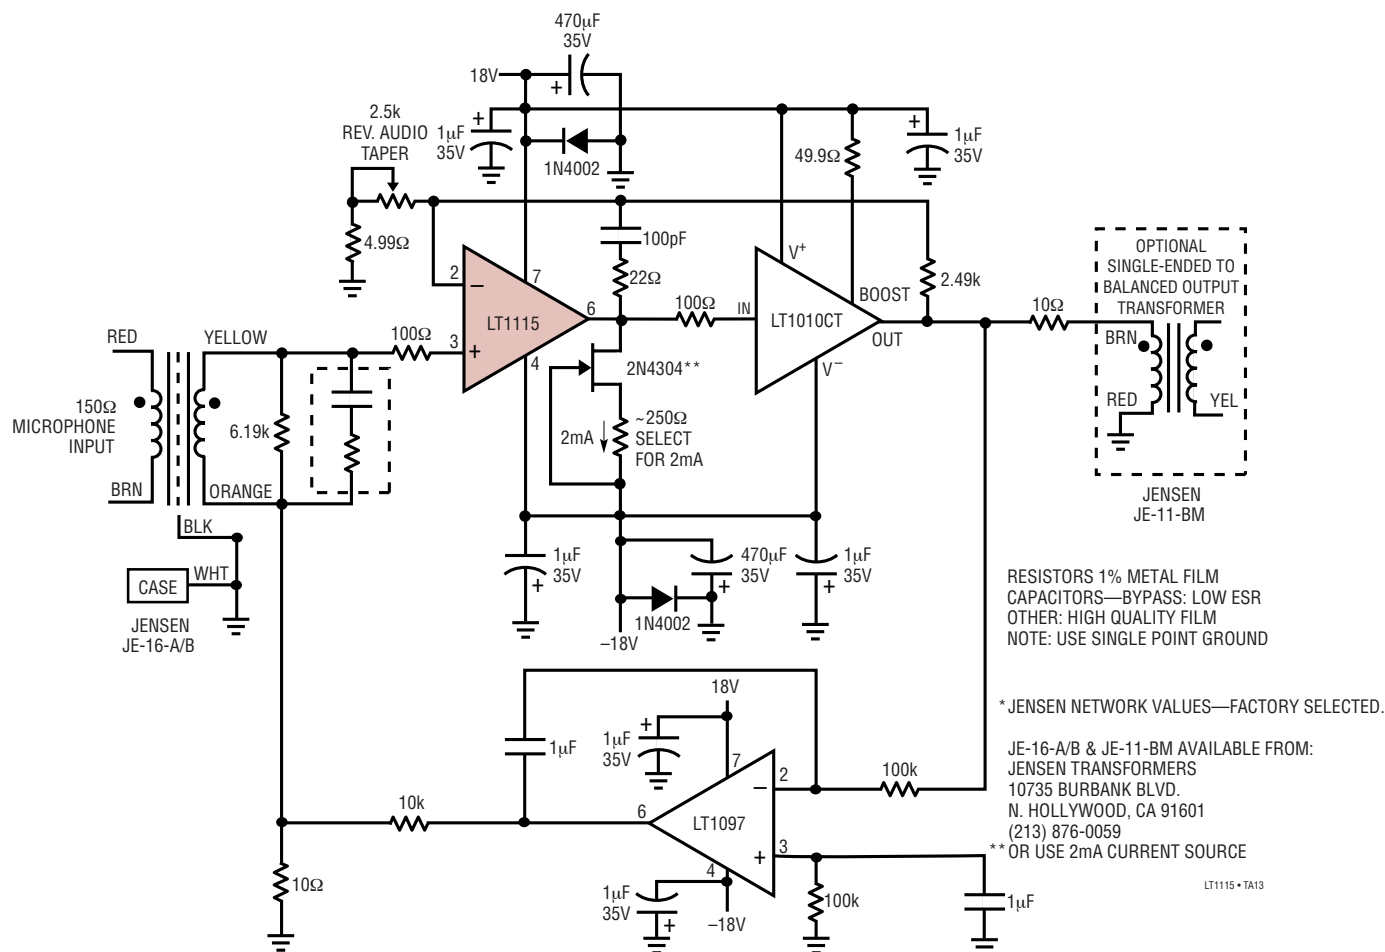 470µF
35V
18V
+
2.5k
REV. AUDIO
TAPER
+
1µF
35V
1N4002
49.9Ω
+
1µF
35V
4.99Ω
100pF
22Ω
2
–
7
LT1115
6
3
+
4
100Ω
IN
V+
BOOST
LT1010CT
OUT
V–
2.49k
10Ω
OPTIONAL
SINGLE-ENDED TO
BALANCED OUTPUT
TRANSFORMER
BRN
RED
YEL
JENSEN
JE-11-BM
RED
YELLOW
100Ω
150Ω
MICROPHONE
INPUT
6.19k
BRN
ORANGE
BLK
WHT
CASE
JENSEN
JE-16-A/B
2N4304**
2mA
~250Ω
SELECT
FOR 2mA
1µF
35V
+
470µF
35V
+
1µF
35V
+
1N4002
–18V
RESISTORS 1% METAL FILM
CAPACITORS—BYPASS: LOW ESR
OTHER: HIGH QUALITY FILM
NOTE: USE SINGLE POINT GROUND
*JENSEN NETWORK VALUES—FACTORY SELECTED.
JE-16-A/B & JE-11-BM AVAILABLE FROM:
JENSEN TRANSFORMERS
10735 BURBANK BLVD.
N. HOLLYWOOD, CA 91601
(213) 876-0059
**OR USE 2mA CURRENT SOURCE
LT1115 • TA13
18V
+
1µF
35V
1µF
7
2
–
100k
10k
6
LT1097
3
+
4
10Ω
1µF
35V
+
–18V
100k
1µF